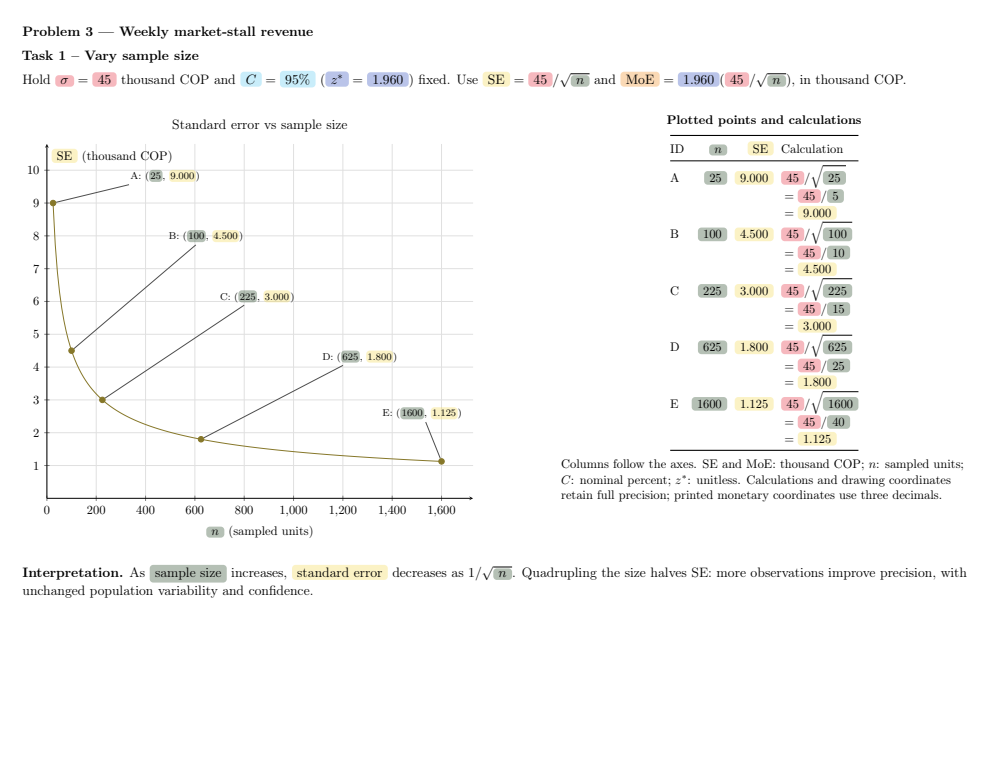 Problem 3 — Weekly market-stall revenue
Task 1 – Vary sample size
Hold σ = 45 thousand COP and C = 95% (z* = 1.960) fixed. Use SE = 45/√n and MoE = 1.960(45/√n), in thousand COP.
Standard error vs sample size
SE (thousand COP)
10
9
8
7
6
5
4
3
2
1
A: (25, 9.000)
B: (100, 4.500)
C: (225, 3.000)
D: (625, 1.800)
E: (1600, 1.125)
0 200 400 600 800 1,000 1,200 1,400 1,600
n (sampled units)
Plotted points and calculations
ID n SE Calculation
A 25 9.000 45/√25
= 45/5
= 9.000
B 100 4.500 45/√100
= 45/10
= 4.500
C 225 3.000 45/√225
= 45/15
= 3.000
D 625 1.800 45/√625
= 45/25
= 1.800
E 1600 1.125 45/√1600
= 45/40
= 1.125
Columns follow the axes. SE and MoE: thousand COP; n: sampled units;
C: nominal percent; z*: unitless. Calculations and drawing coordinates
retain full precision; printed monetary coordinates use three decimals.
Interpretation. As sample size increases, standard error decreases as 1/√n. Quadrupling the size halves SE: more observations improve precision, with
unchanged population variability and confidence.